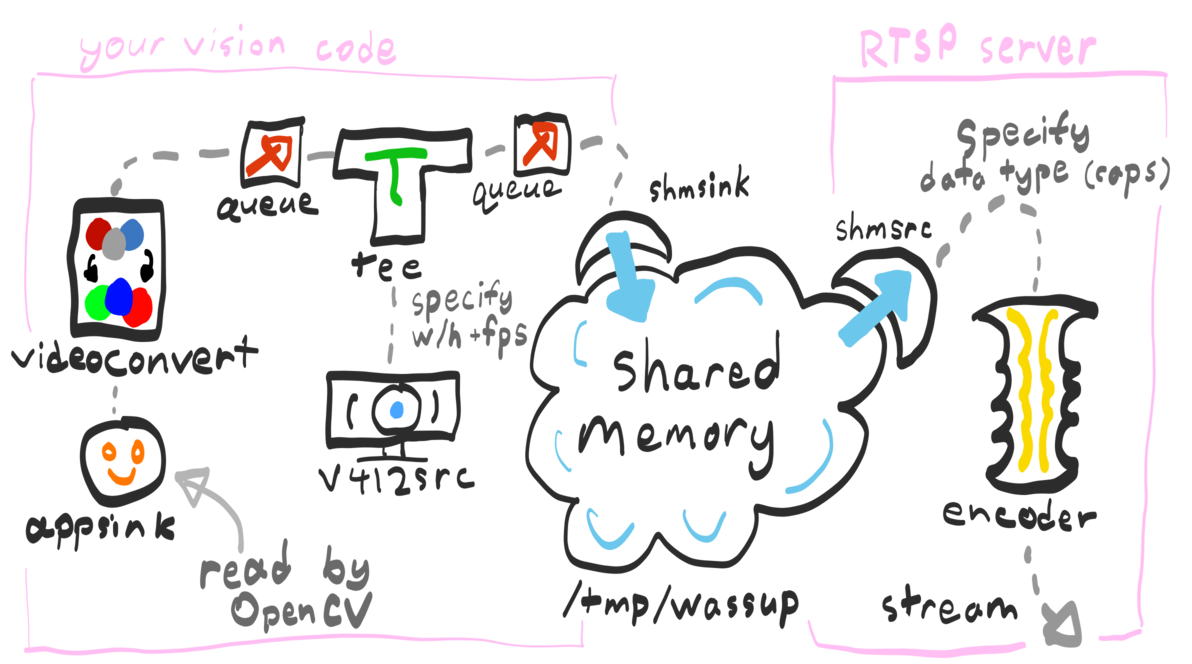 your vision code
RTSP server
queue
T
queue
tee
specify
w/h+fps
videoconvert
v4l2src
appsink
read by
OpenCV
shmsink
shared
memory
/tmp/wassup
shmsrc
Specify
data type (caps)
encoder
stream